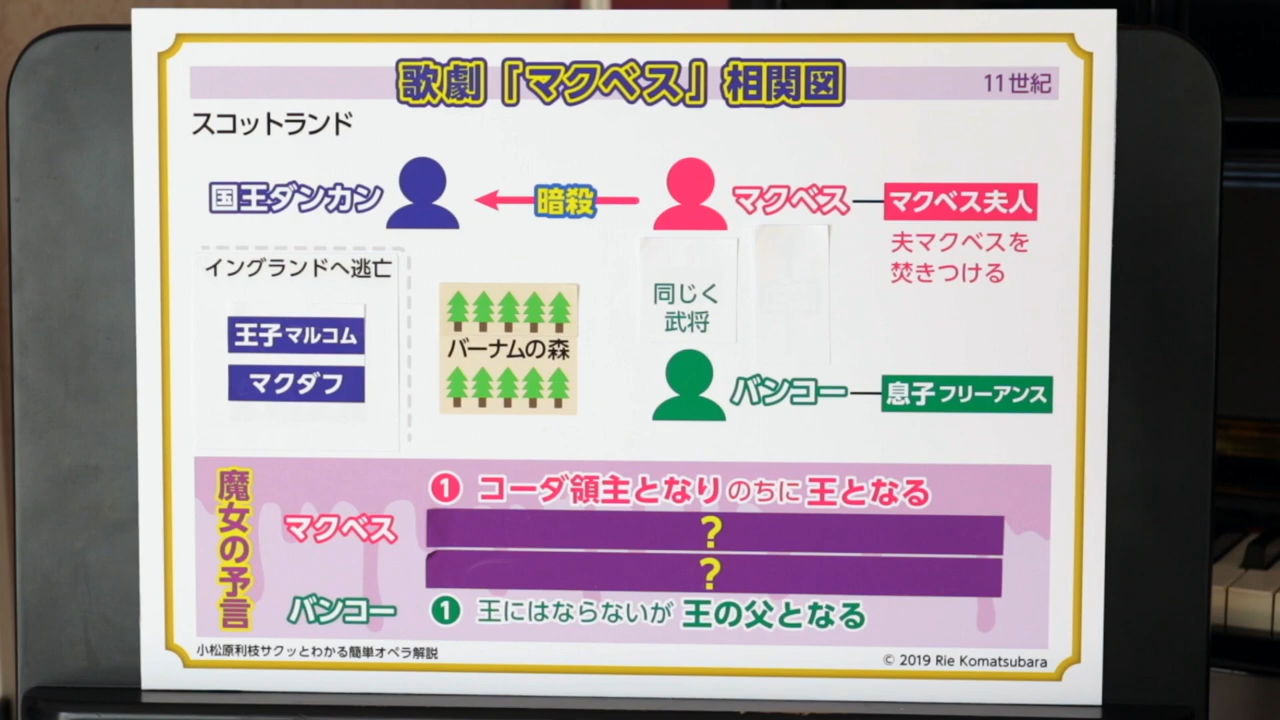 歌劇「マクベス」相関図
11世紀
スコットランド
国王ダンカン
暗殺
マクベス
マクベス夫人
夫マクベスを
焚きつける
イングランドへ逃亡
王子マルコム
マクダフ
バーナムの森
同じく
武将
バンコー
息子フリーアンス
魔女の予言
マクベス
❶ コーダ領主となりのちに王となる
?
?
バンコー
❶ 王にはならないが王の父となる
小松原利枝サクッとわかる簡単オペラ解説
© 2019 Rie Komatsubara